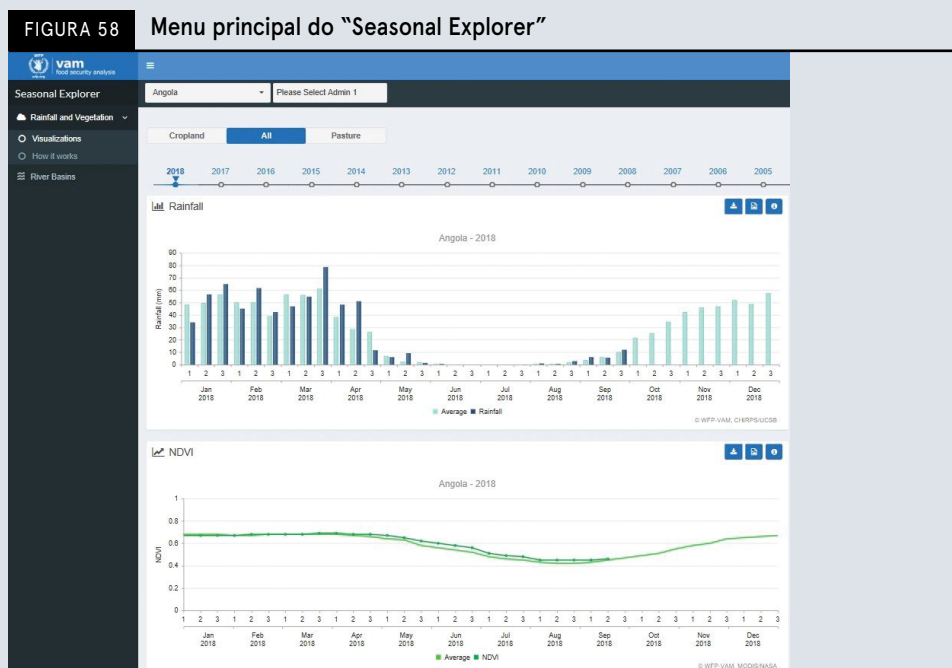 FIGURA 58 Menu principal do “Seasonal Explorer”
WFP
vam
food security analysis
wfp.org
Seasonal Explorer
Angola
Please Select Admin 1
Rainfall and Vegetation
Visualizations
How it works
River Basins
Cropland All Pasture
2018 2017 2016 2015 2014 2013 2012 2011 2010 2009 2008 2007 2006 2005
Rainfall
Angola - 2018
Rainfall (mm)
90
80
70
60
50
40
30
20
10
0
1 2 3 1 2 3 1 2 3 1 2 3 1 2 3 1 2 3 1 2 3 1 2 3 1 2 3 1 2 3 1 2 3 1 2 3
Jan Feb Mar Apr May Jun Jul Aug Sep Oct Nov Dec
2018 2018 2018 2018 2018 2018 2018 2018 2018 2018 2018 2018
Average Rainfall
© WFP-VAM, CHIRPS/UCSB
NDVI
Angola - 2018
NDVI
1
0.8
0.6
0.4
0.2
0
1 2 3 1 2 3 1 2 3 1 2 3 1 2 3 1 2 3 1 2 3 1 2 3 1 2 3 1 2 3 1 2 3 1 2 3
Jan Feb Mar Apr May Jun Jul Aug Sep Oct Nov Dec
2018 2018 2018 2018 2018 2018 2018 2018 2018 2018 2018 2018
Average NDVI
© WFP-VAM, MODIS/NASA